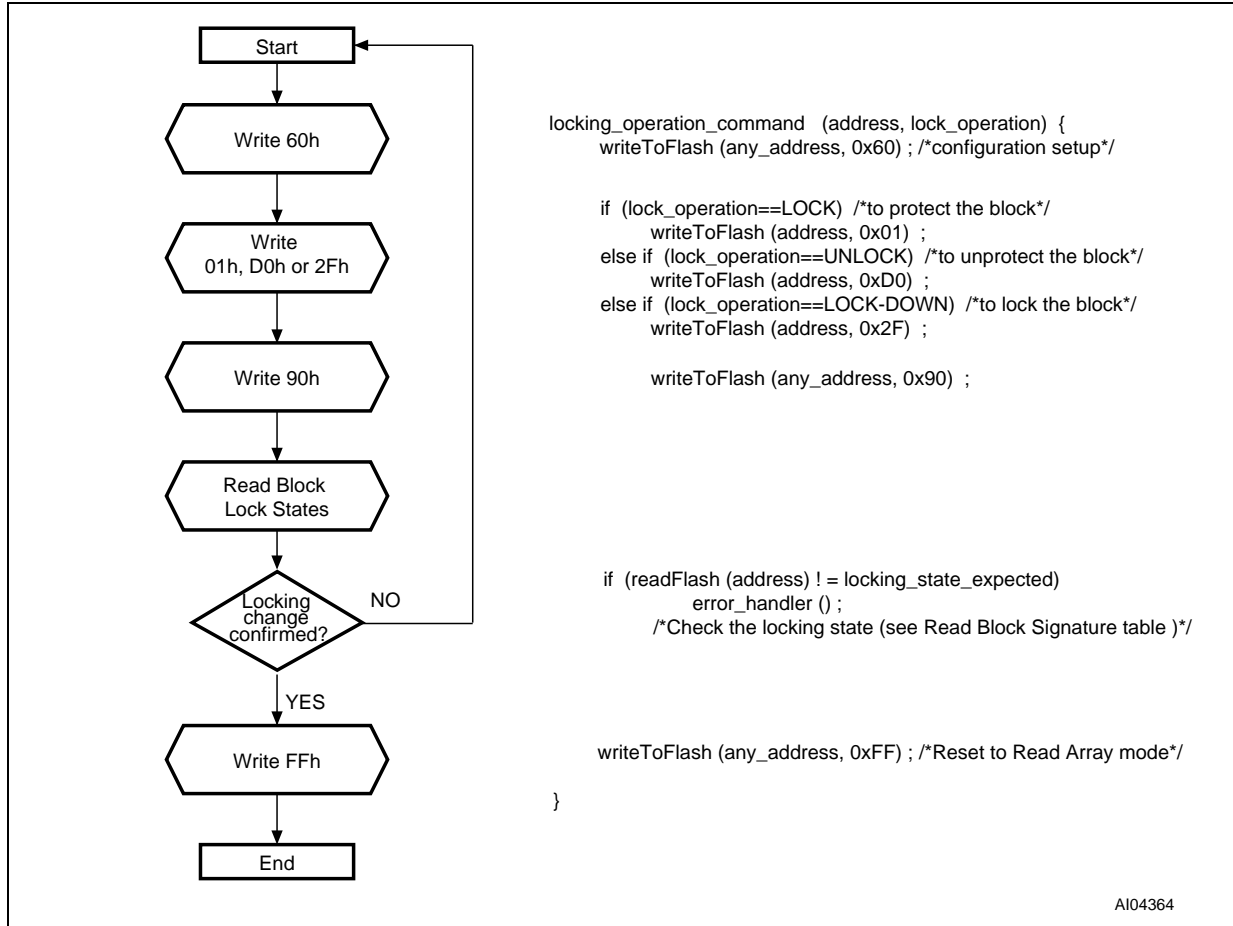 Start
Write 60h
Write
01h, D0h or 2Fh
Write 90h
Read Block
Lock States
Locking
change
confirmed?
NO
YES
Write FFh
End
locking_operation_command (address, lock_operation) {
writeToFlash (any_address, 0x60) ; /*configuration setup*/
if (lock_operation==LOCK) /*to protect the block*/
writeToFlash (address, 0x01) ;
else if (lock_operation==UNLOCK) /*to unprotect the block*/
writeToFlash (address, 0xD0) ;
else if (lock_operation==LOCK-DOWN) /*to lock the block*/
writeToFlash (address, 0x2F) ;
writeToFlash (any_address, 0x90) ;
if (readFlash (address) ! = locking_state_expected)
error_handler () ;
/*Check the locking state (see Read Block Signature table )*/
writeToFlash (any_address, 0xFF) ; /*Reset to Read Array mode*/
}
AI04364